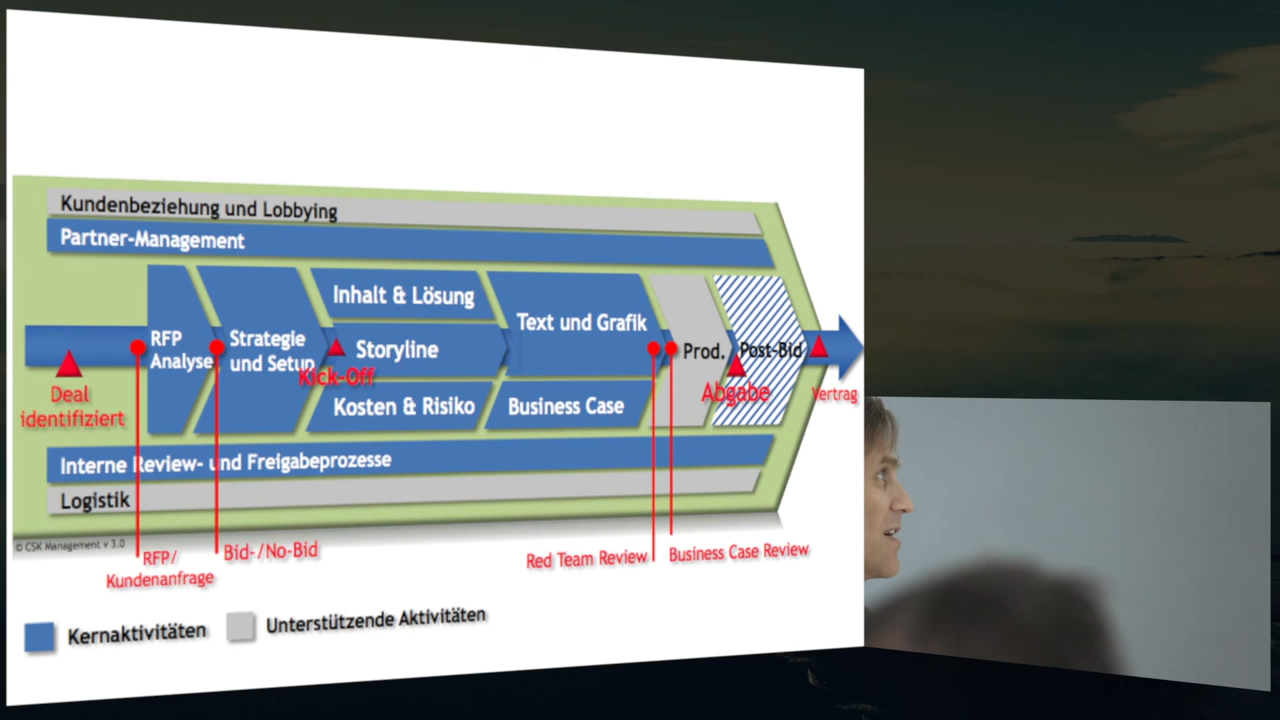 Kundenbeziehung und Lobbying
Partner-Management
RFP
Analyse
Strategie
und Setup
Inhalt & Lösung
Storyline
Kosten & Risiko
Text und Grafik
Business Case
Prod.
Post-Bid
Deal
identifiziert
Kick-Off
Abgabe
Vertrag
Interne Review- und Freigabeprozesse
Logistik
© CSK Management v 3.0
RFP/
Kundenanfrage
Bid-/No-Bid
Red Team Review
Business Case Review
Kernaktivitäten
Unterstützende Aktivitäten